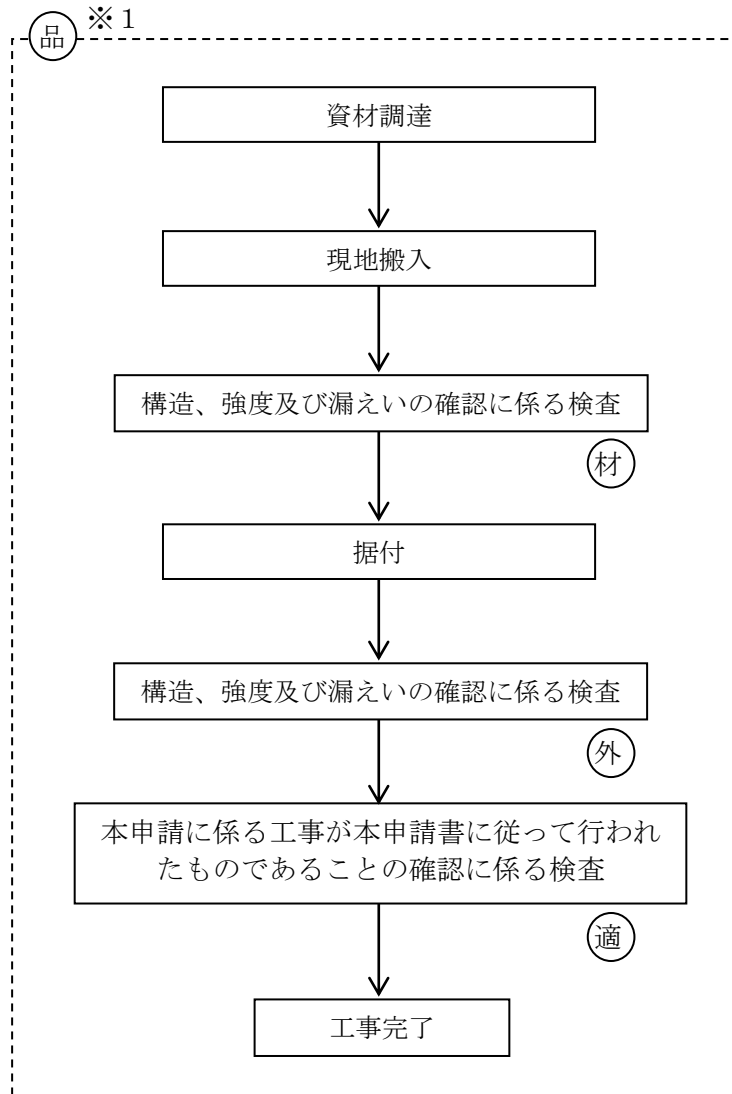 品 ※1
資材調達
現地搬入
構造、強度及び漏えいの確認に係る検査
材
据付
構造、強度及び漏えいの確認に係る検査
外
本申請に係る工事が本申請書に従って行われ
たものであることの確認に係る検査
適
工事完了